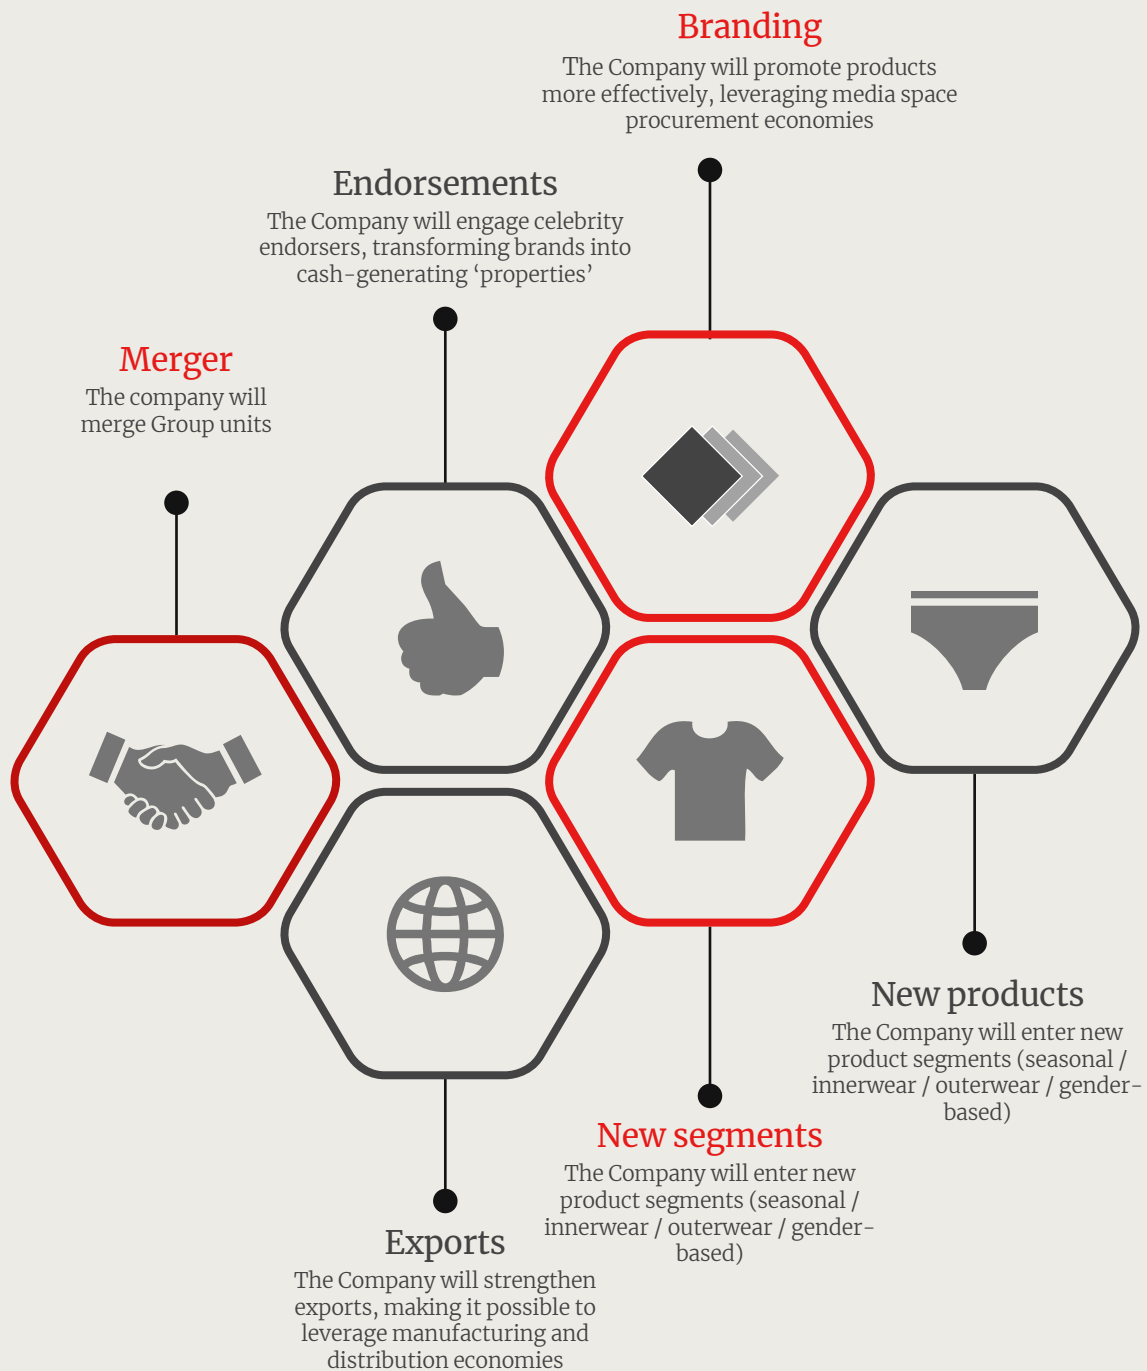 Branding
The Company will promote products
more effectively, leveraging media space
procurement economies
Endorsements
The Company will engage celebrity
endorsers, transforming brands into
cash-generating ‘properties’
Merger
The company will
merge Group units
New products
The Company will enter new
product segments (seasonal /
innerwear / outerwear / gender-
based)
New segments
The Company will enter new
product segments (seasonal /
innerwear / outerwear / gender-
based)
Exports
The Company will strengthen
exports, making it possible to
leverage manufacturing and
distribution economies